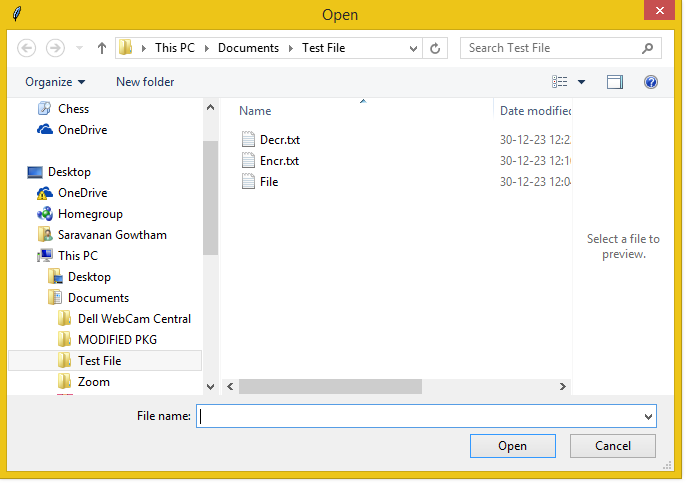 Open
This PC Documents Test File Search Test File
Organize New folder
Chess
OneDrive
Desktop
OneDrive
Homegroup
Saravanan Gowtham
This PC
Desktop
Documents
Dell WebCam Central
MODIFIED PKG
Test File
Zoom
Name Date modified
Decr.txt 30-12-23 12:2
Encr.txt 30-12-23 12:10
File 30-12-23 12:04
Select a file to
preview.
File name:
Open Cancel